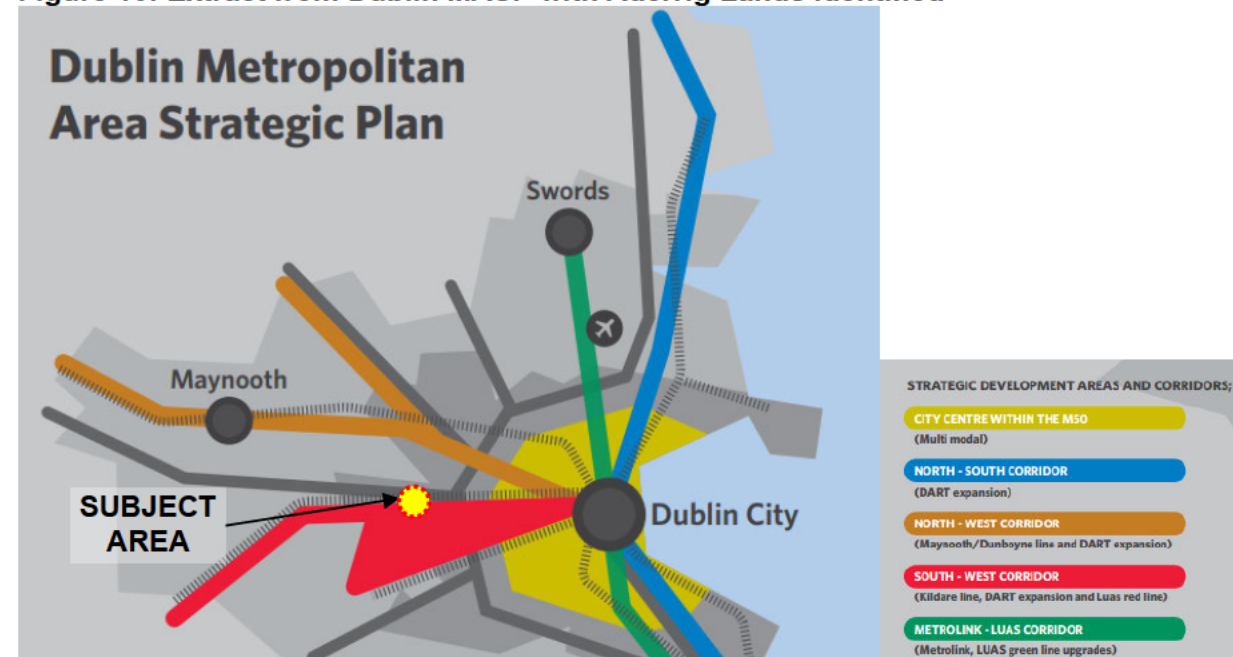 Dublin Metropolitan
Area Strategic Plan
Swords
Maynooth
SUBJECT
AREA
Dublin City
STRATEGIC DEVELOPMENT AREAS AND CORRIDORS;
CITY CENTRE WITHIN THE M50
(Multi modal)
NORTH - SOUTH CORRIDOR
(DART expansion)
NORTH - WEST CORRIDOR
(Maynooth/Dunboyne line and DART expansion)
SOUTH - WEST CORRIDOR
(Kildare line, DART expansion and Luas red line)
METROLINK - LUAS CORRIDOR
(Metrolink, LUAS green line upgrades)